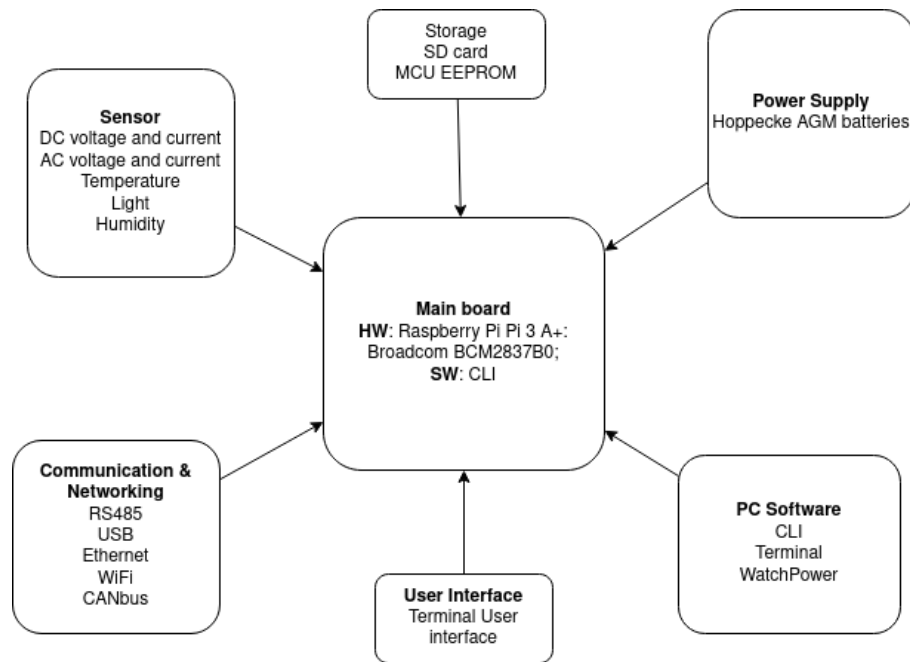 Storage
SD card
MCU EEPROM
Sensor
DC voltage and current
AC voltage and current
Temperature
Light
Humidity
Power Supply
Hoppecke AGM batteries
Main board
HW: Raspberry Pi Pi 3 A+:
Broadcom BCM2837B0;
SW: CLI
Communication &
Networking
RS485
USB
Ethernet
WiFi
CANbus
User Interface
Terminal User
interface
PC Software
CLI
Terminal
WatchPower